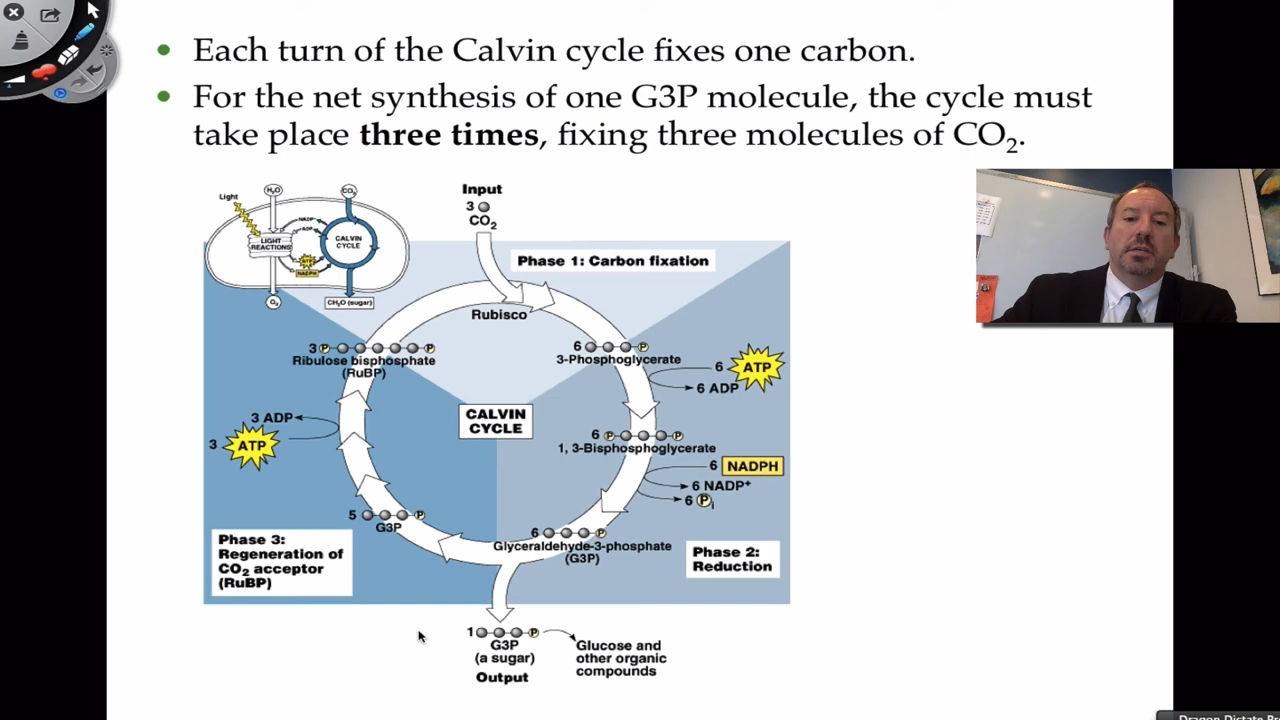 Each turn of the Calvin cycle fixes one carbon.
For the net synthesis of one G3P molecule, the cycle must
take place three times, fixing three molecules of CO₂.
Light
H₂O
CO₂
NADP⁺
ADP
LIGHT
REACTIONS
CALVIN
CYCLE
ATP
NADPH
O₂
CH₂O (sugar)
Input
3
CO₂
Phase 1: Carbon fixation
Rubisco
3 P P
Ribulose bisphosphate
(RuBP)
6 P
3-Phosphoglycerate
6 ATP
6 ADP
CALVIN
CYCLE
3 ADP
3 ATP
6 P P
1, 3-Bisphosphoglycerate
6 NADPH
6 NADP⁺
6 Pᵢ
5 P
G3P
6 P
Glyceraldehyde-3-phosphate
(G3P)
Phase 3:
Regeneration of
CO₂ acceptor
(RuBP)
Phase 2:
Reduction
1 P
G3P
(a sugar)
Output
Glucose and
other organic
compounds